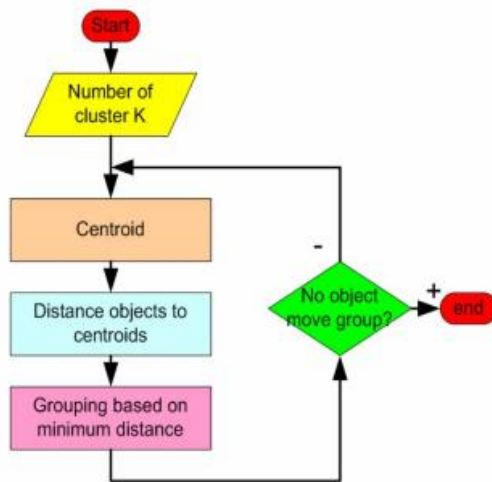 Start
Number of
cluster K
Centroid
Distance objects to
centroids
Grouping based on
minimum distance
-
No object
move group?
+
end